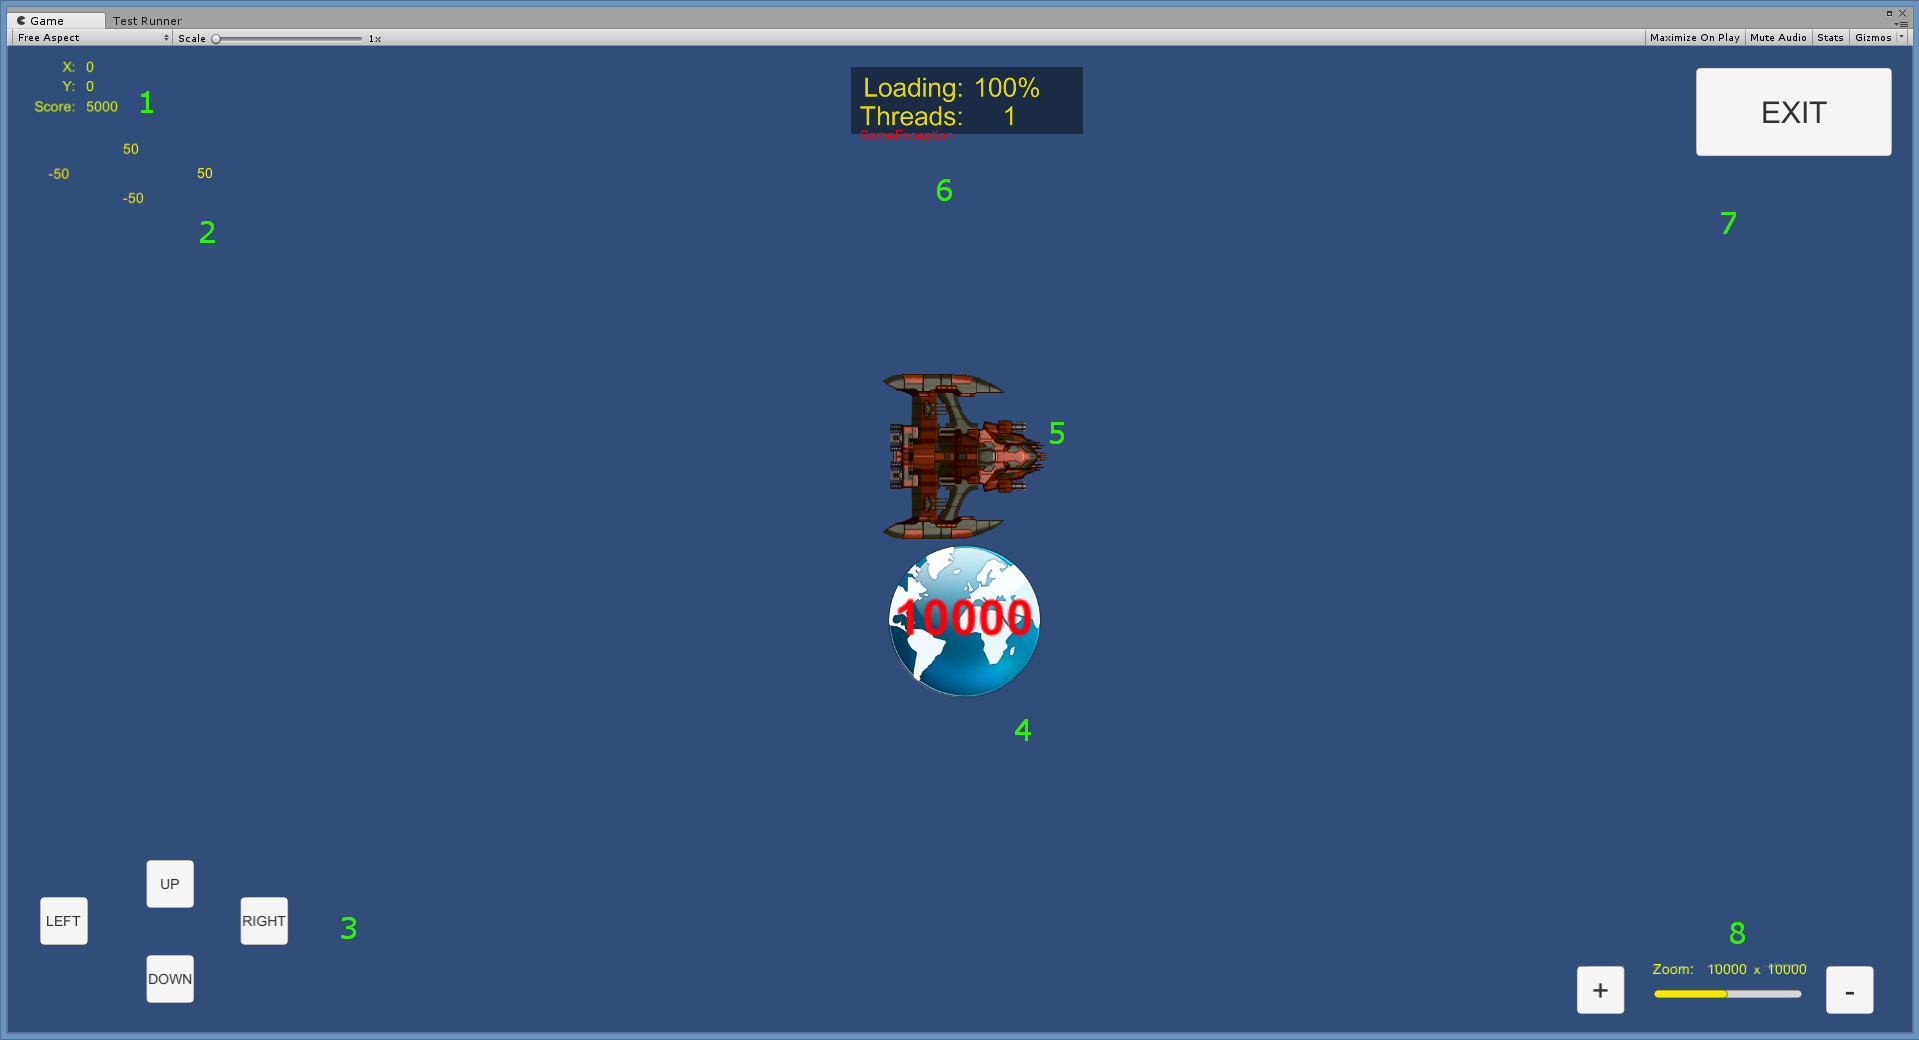 Game
Test Runner
Free Aspect
Scale 1x
Maximize On Play
Mute Audio
Stats
Gizmos
X: 0
Y: 0
Score: 5000
1
50
-50
50
-50
2
Loading: 100%
Threads: 1
SomeException
6
EXIT
7
5
10000
4
UP
LEFT
RIGHT
DOWN
3
8
Zoom: 10000 x 10000
+
-